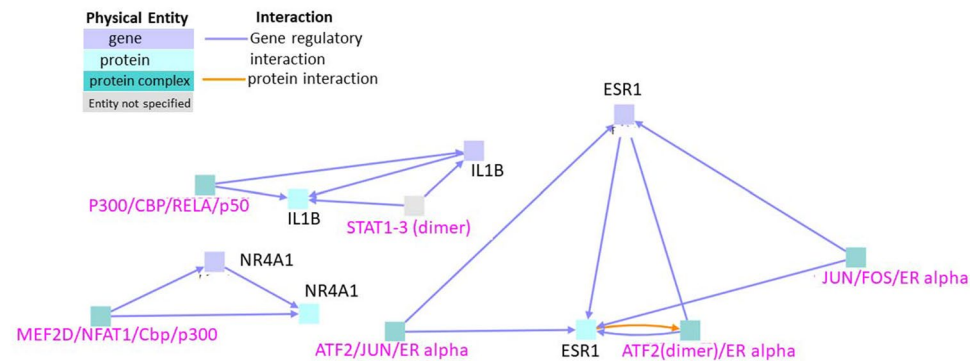 Physical Entity
Interaction
gene
Gene regulatory
interaction
protein
protein complex
protein interaction
Entity not specified
ESR1
IL1B
P300/CBP/RELA/p50
IL1B
STAT1-3 (dimer)
NR4A1
NR4A1
JUN/FOS/ER alpha
MEF2D/NFAT1/Cbp/p300
ATF2/JUN/ER alpha
ESR1
ATF2(dimer)/ER alpha